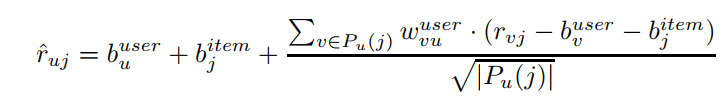 $\hat{r}_{uj} = b_u^{user} + b_j^{item} + \frac{\sum_{v \in P_u(j)} w_{vu}^{user} \cdot (r_{vj} - b_v^{user} - b_j^{item})}{\sqrt{|P_u(j)|}}$